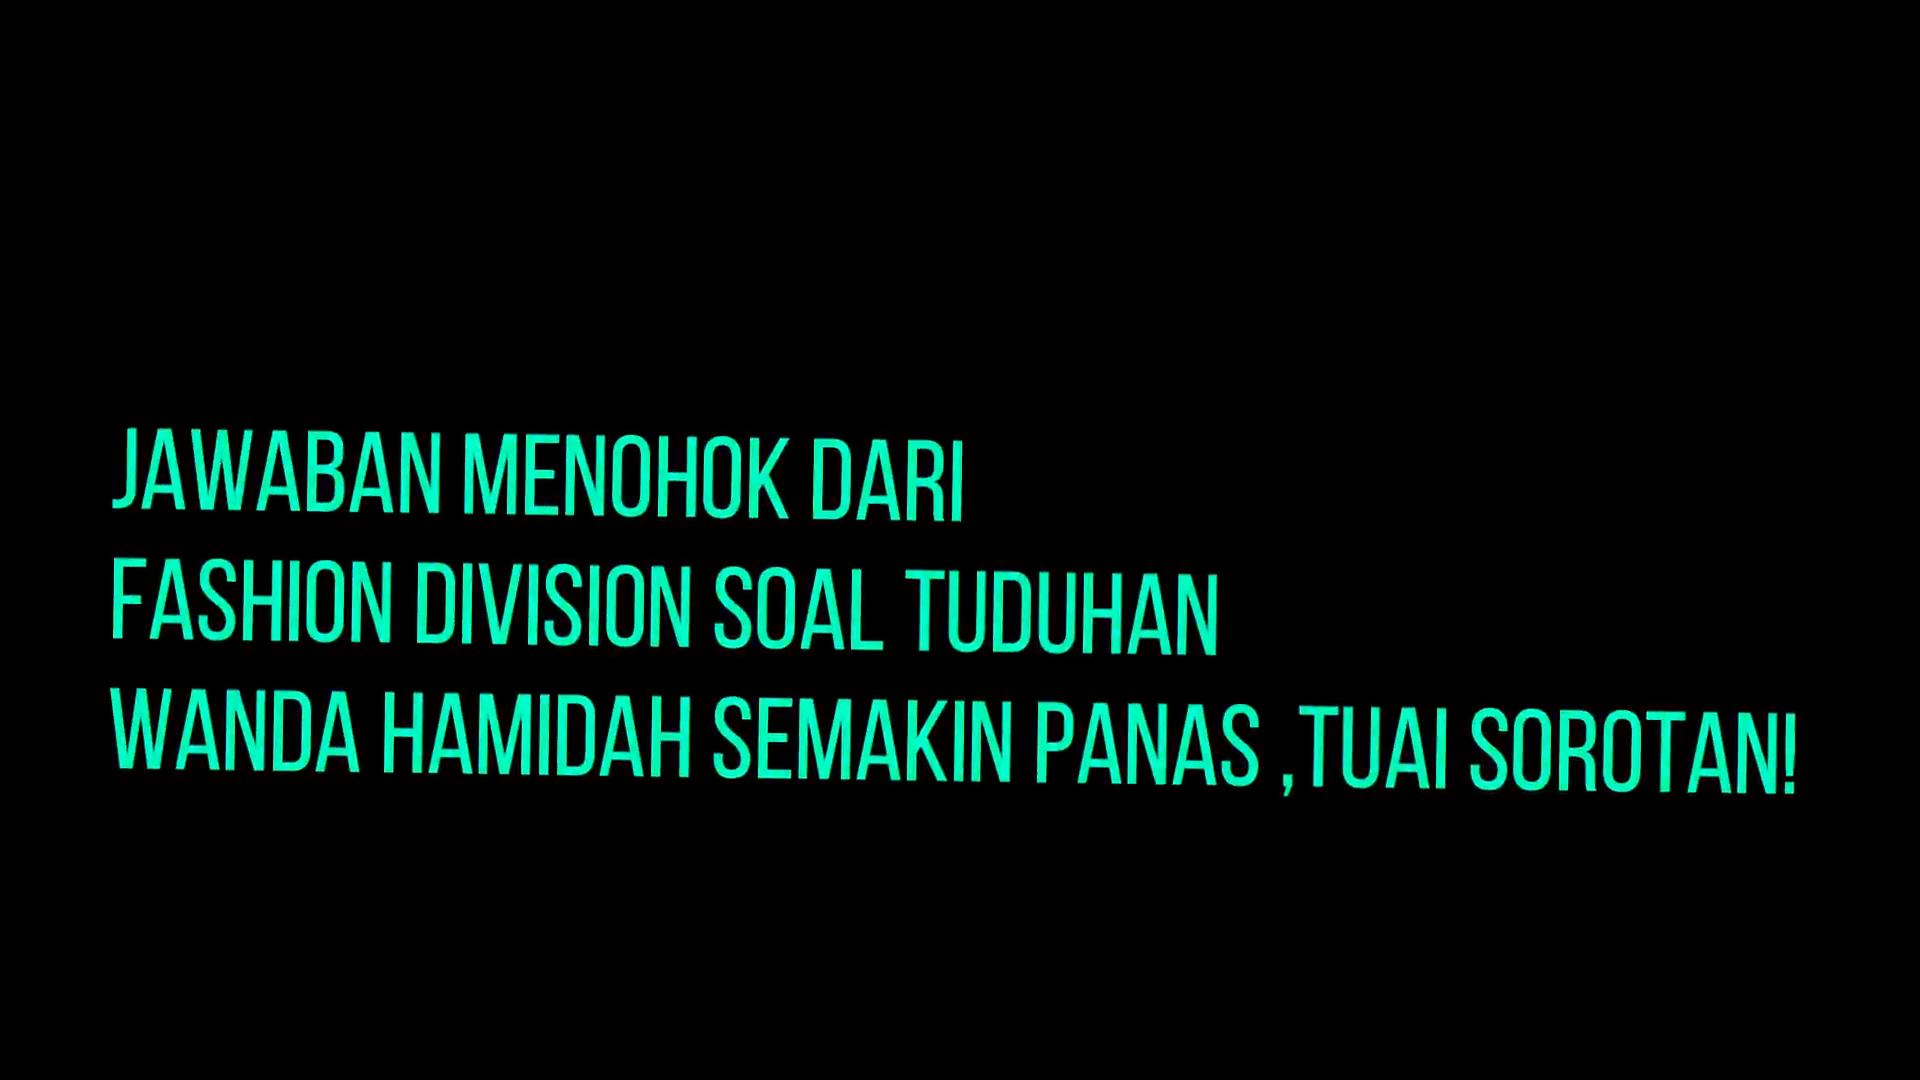 JAWABAN MENOHOK DARI
FASHION DIVISION SOAL TUDUHAN
WANDA HAMIDAH SEMAKIN PANAS ,TUAI SOROTAN!